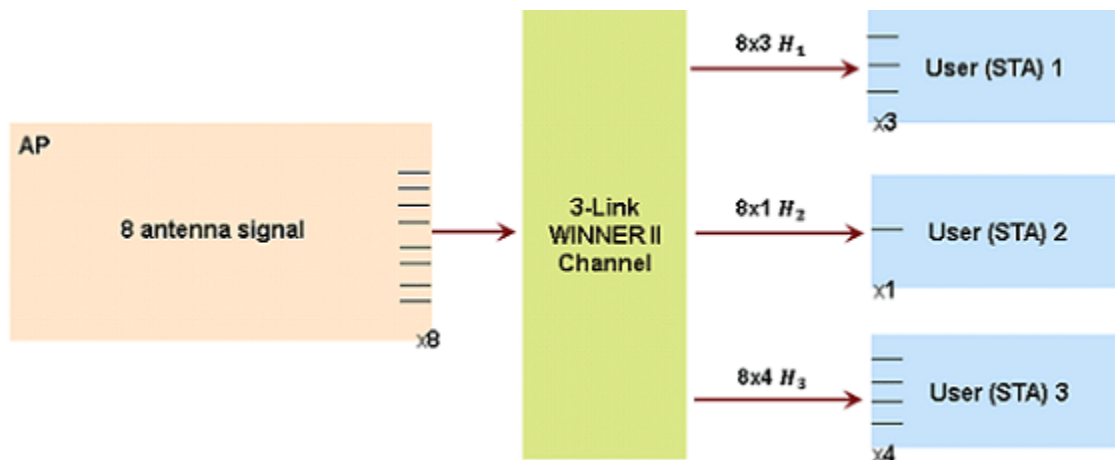 AP
8 antenna signal
x8
3-Link
WINNER II
Channel
8x3 H₁
User (STA) 1
x3
8x1 H₂
User (STA) 2
x1
8x4 H₃
User (STA) 3
x4